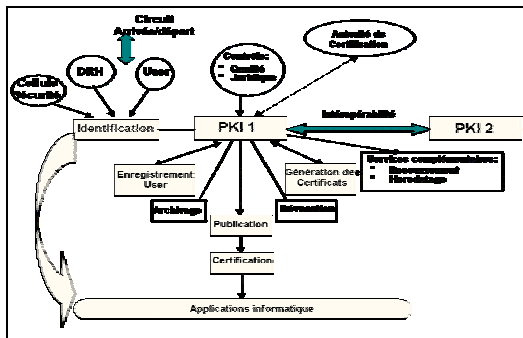 Circuit
Arrivée/départ
Autorité de
Certification
Contrôle:
Qualité
Juridique
DRH
User
Cellule
Sécurité
Interopérabilité
Identification
PKI 1
PKI 2
Enregistrement
User
Génération des
Certificats
Services complémentaires:
Recouvrement
Horodatage
Archivage
Révocation
Publication
Certification
Applications informatique